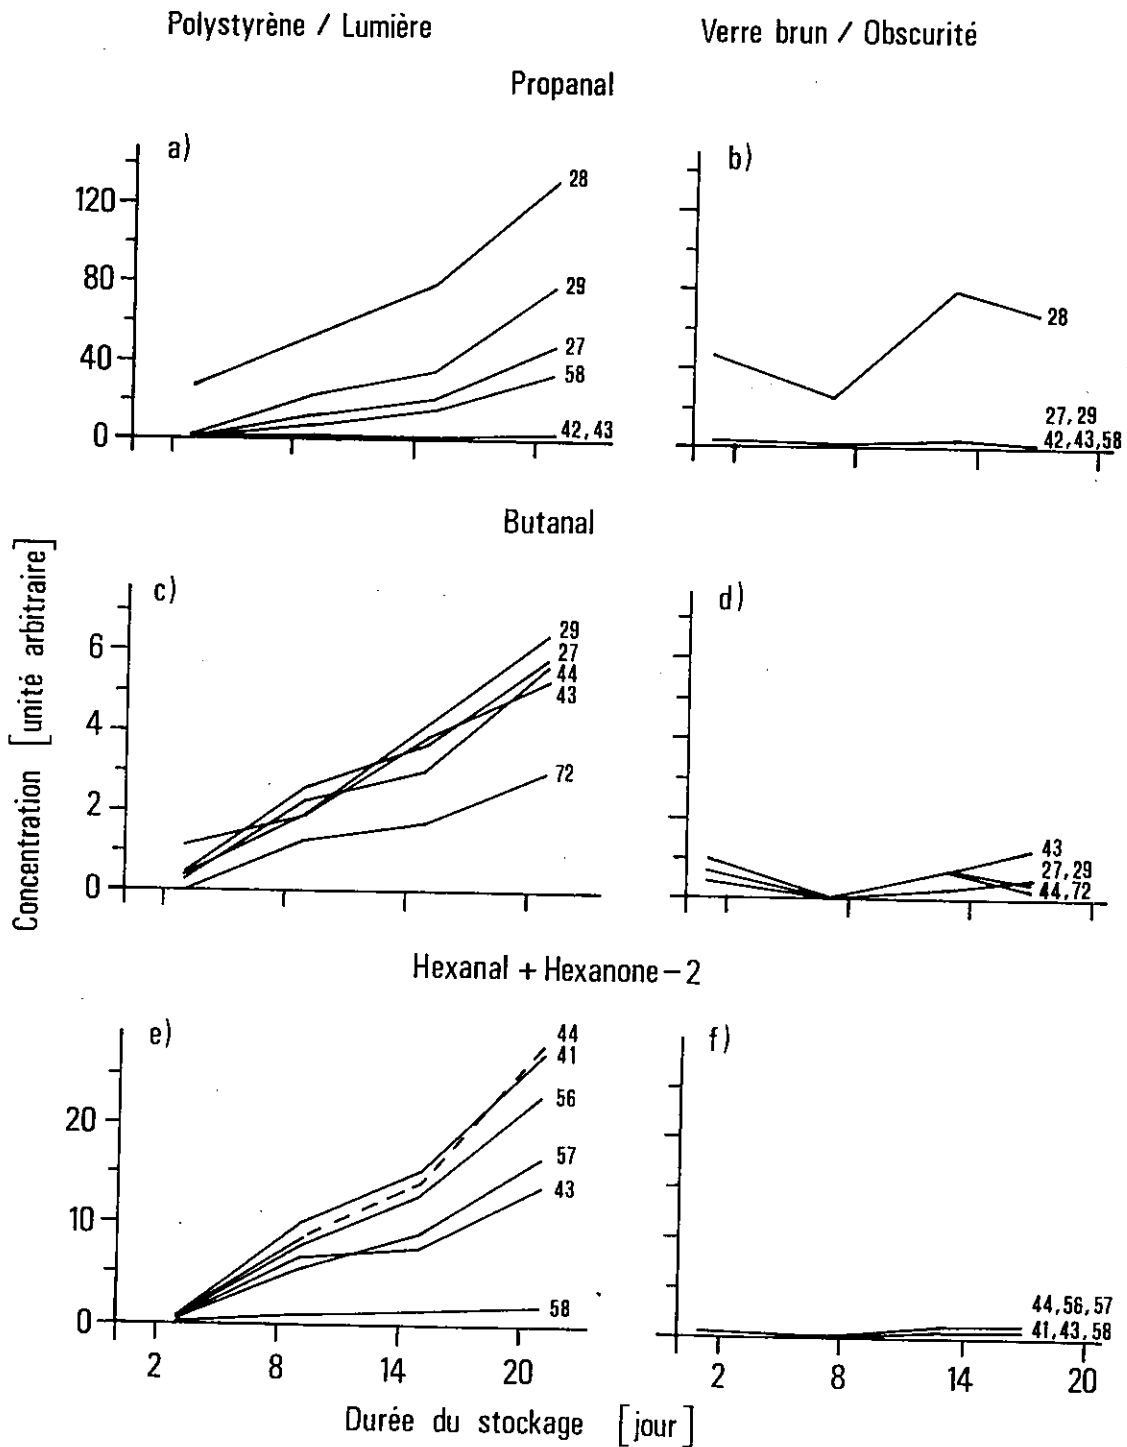 Polystyrène / Lumière
Verre brun / Obscurité
Propanal
a)
120
80
40
0
28
29
27
58
42,43
b)
28
27,29
42,43,58
Butanal
Concentration [unité arbitraire]
c)
6
4
2
0
29
27
44
43
72
d)
43
27,29
44,72
Hexanal + Hexanone-2
e)
20
10
0
44
41
56
57
43
58
2 8 14 20
f)
44,56,57
41,43,58
2 8 14 20
Durée du stockage [jour]